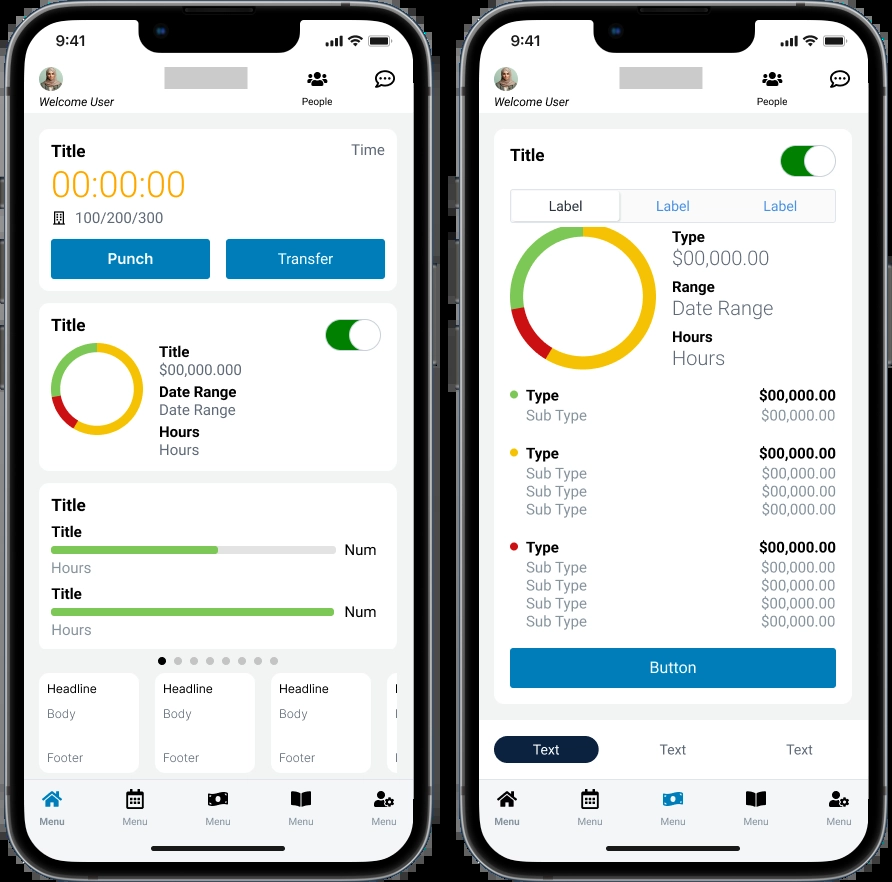 9:41
Welcome User
People
Title
Time
00:00:00
100/200/300
Punch
Transfer
Title
Title
$00,000.000
Date Range
Date Range
Hours
Hours
Title
Title
Num
Hours
Title
Num
Hours
Headline
Body
Footer
Headline
Body
Footer
Headline
Body
Footer
Menu
Menu
Menu
Menu
Menu
9:41
Welcome User
People
Title
Label
Label
Label
Type
$00,000.00
Range
Date Range
Hours
Hours
Type $00,000.00
Sub Type $00,000.00
Type $00,000.00
Sub Type $00,000.00
Sub Type $00,000.00
Sub Type $00,000.00
Type $00,000.00
Sub Type $00,000.00
Sub Type $00,000.00
Sub Type $00,000.00
Sub Type $00,000.00
Button
Text
Text
Text
Menu
Menu
Menu
Menu
Menu